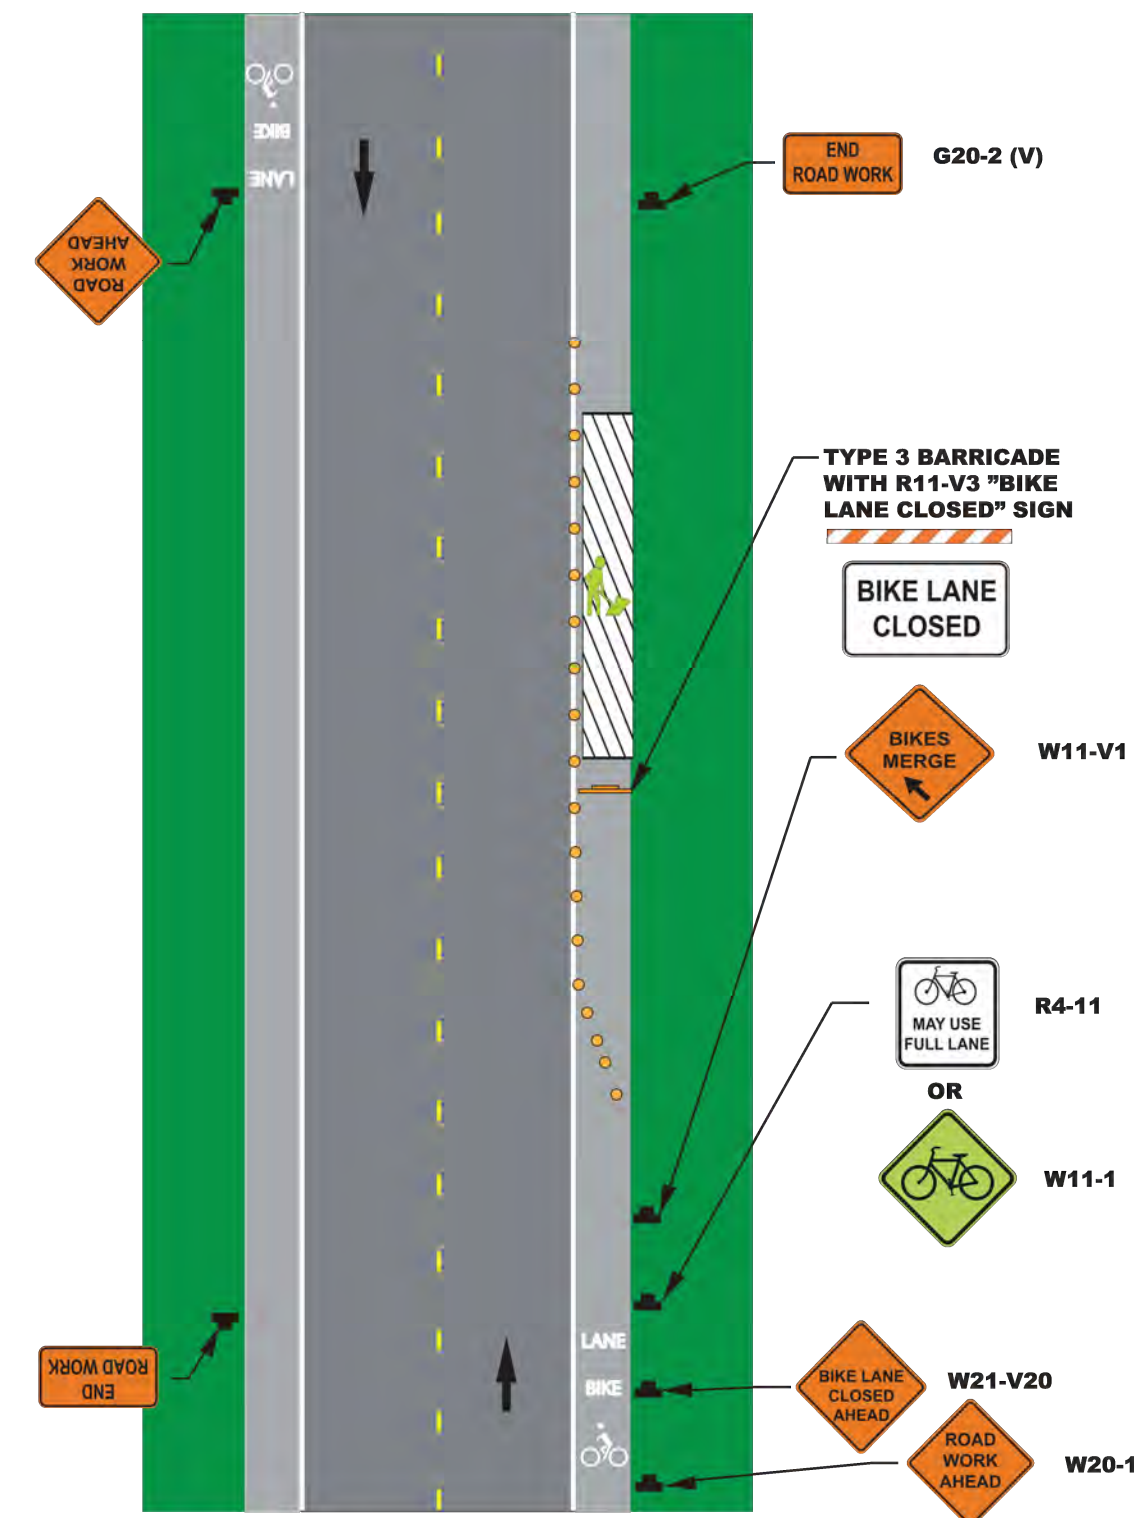 BIKE
LANE
ROAD
WORK
AHEAD
END
ROAD WORK
G20-2 (V)
TYPE 3 BARRICADE
WITH R11-V3 ”BIKE
LANE CLOSED” SIGN
BIKE LANE
CLOSED
BIKES
MERGE
W11-V1
MAY USE
FULL LANE
R4-11
OR
W11-1
LANE
BIKE
END
ROAD WORK
BIKE LANE
CLOSED
AHEAD
W21-V20
ROAD
WORK
AHEAD
W20-1